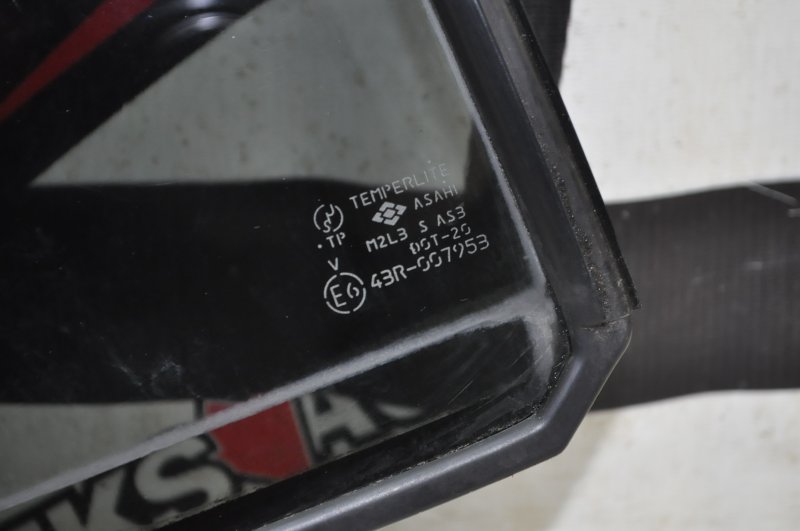 TEMPERLITE
ASAHI
.TP M2L3 S AS3
DOT-20
V
E6 43R-007953